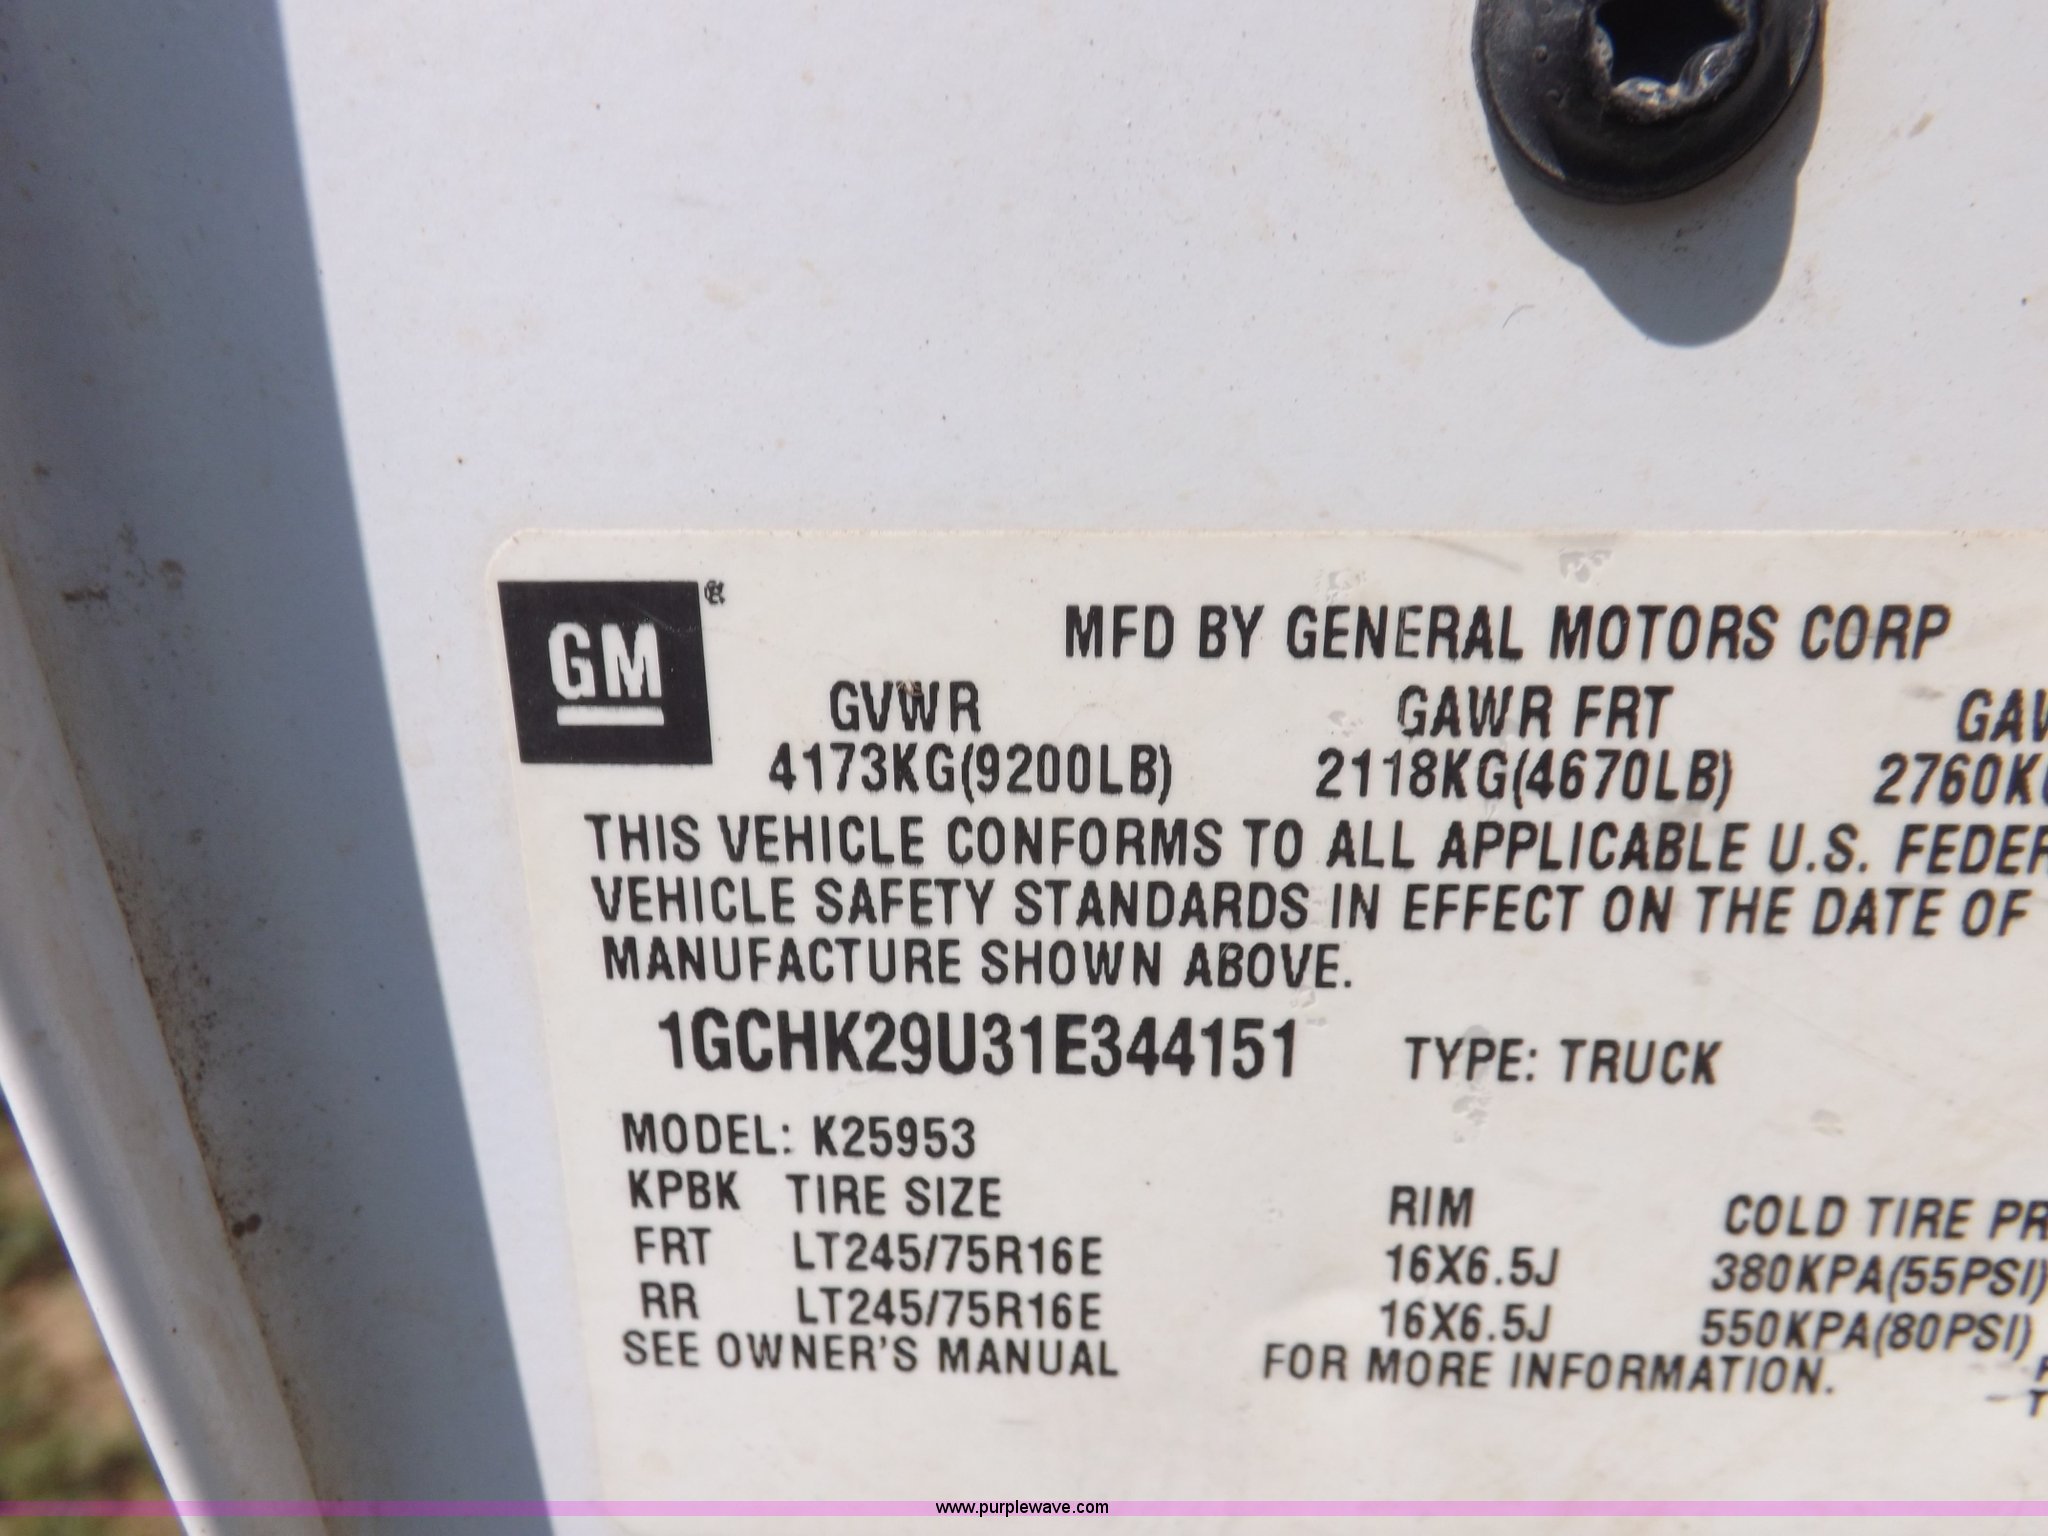 GM®
MFD BY GENERAL MOTORS CORP
GVWR GAWR FRT
4173KG(9200LB) 2118KG(4670LB)
THIS VEHICLE CONFORMS TO ALL APPLICABLE U.S. FEDER
VEHICLE SAFETY STANDARDS IN EFFECT ON THE DATE OF
MANUFACTURE SHOWN ABOVE.
1GCHK29U31E344151 TYPE: TRUCK
MODEL: K25953
KPBK TIRE SIZE RIM COLD TIRE PR
FRT LT245/75R16E 16X6.5J 380KPA(55PSI)
RR LT245/75R16E 16X6.5J 550KPA(80PSI)
SEE OWNER'S MANUAL FOR MORE INFORMATION.
www.purplewave.com